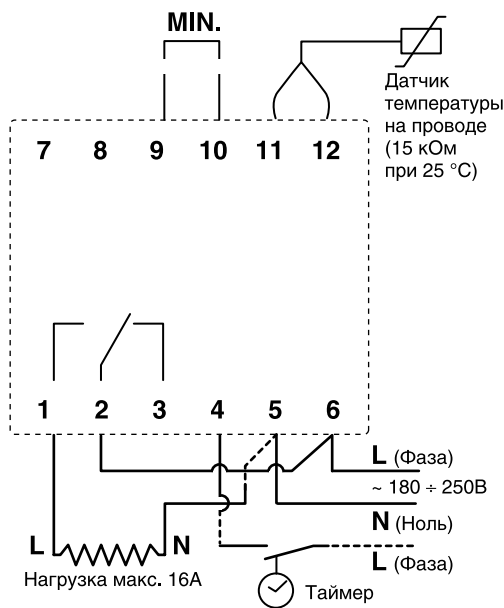 MIN.
Датчик
температуры
на проводе
(15 кОм
при 25 °C)
7 8 9 10 11 12
1 2 3 4 5 6
L (Фаза)
~ 180 ÷ 250В
N (Ноль)
L (Фаза)
L N
Нагрузка макс. 16А
Таймер